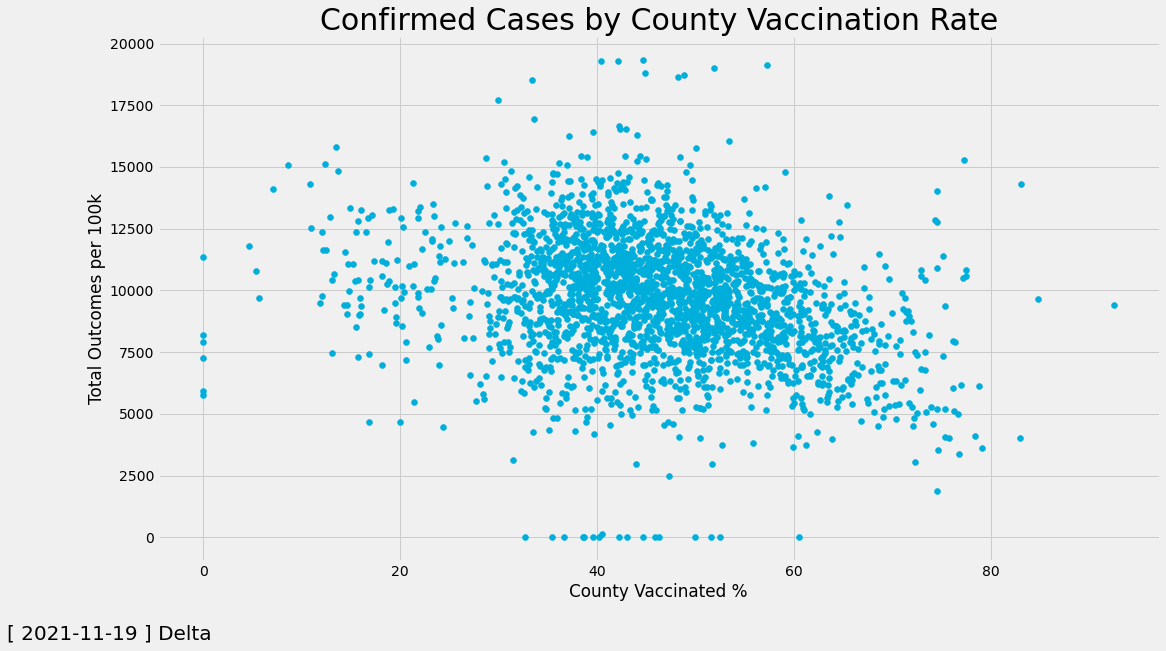 Confirmed Cases by County Vaccination Rate
20000
17500
15000
12500
10000
7500
5000
2500
0
Total Outcomes per 100k
0 20 40 60 80
County Vaccinated %
[ 2021-11-19 ] Delta